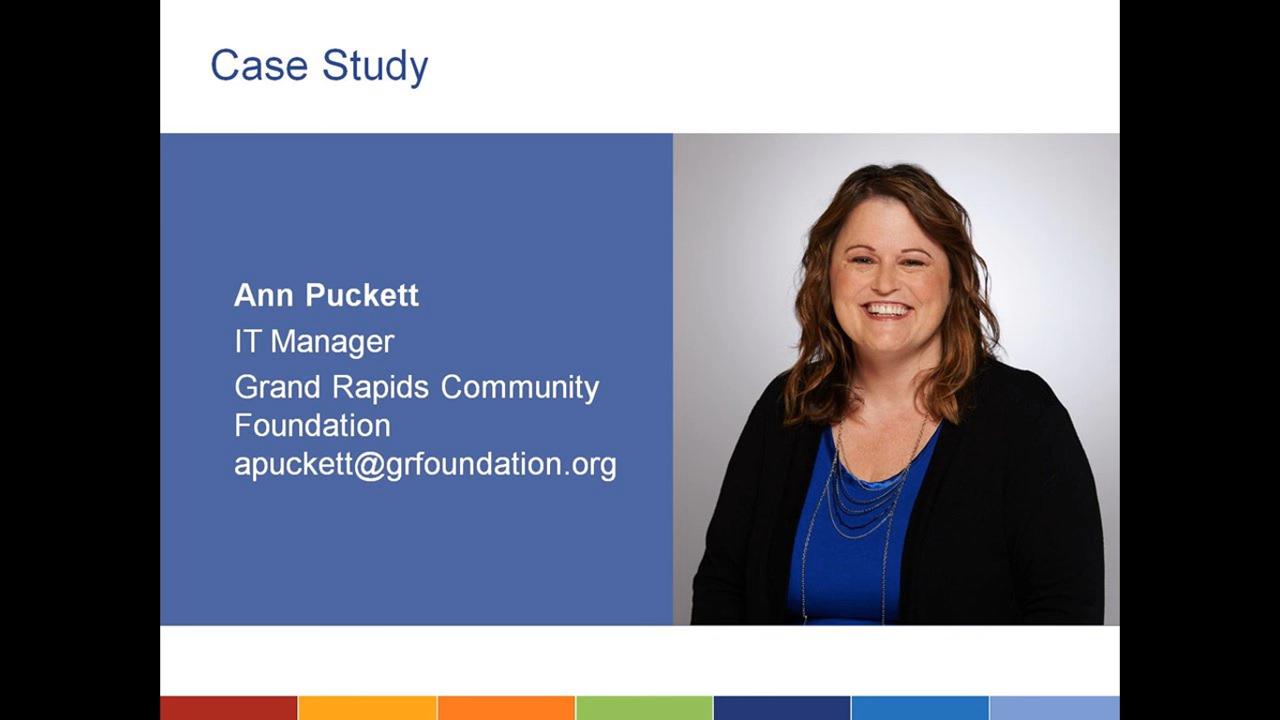 Case Study
Ann Puckett
IT Manager
Grand Rapids Community
Foundation
apuckett@grfoundation.org